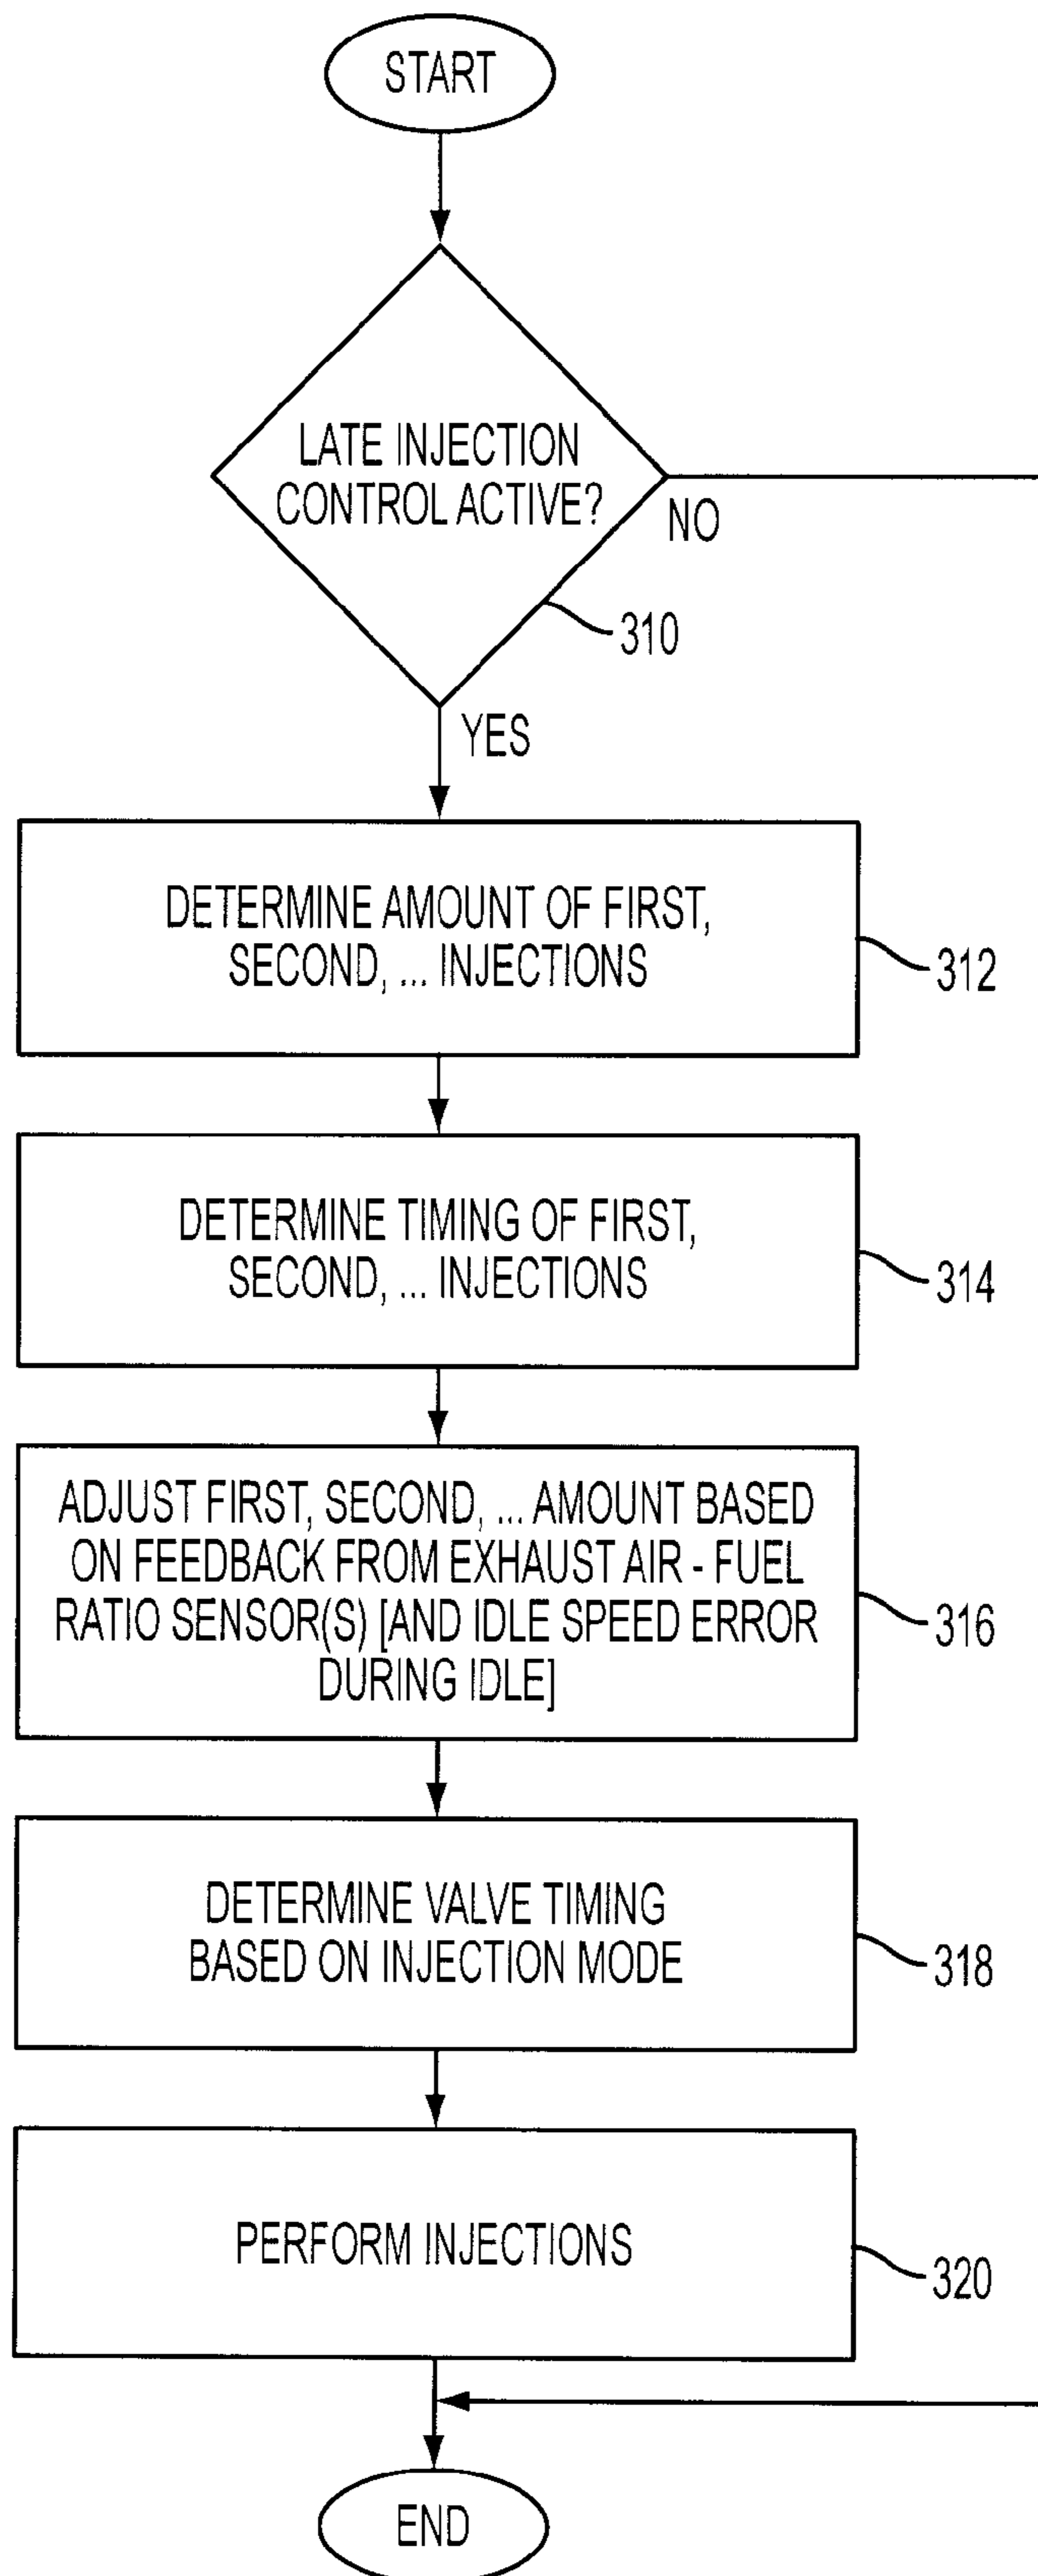 START
LATE INJECTION
CONTROL ACTIVE?
NO
310
YES
DETERMINE AMOUNT OF FIRST,
SECOND, ... INJECTIONS
312
DETERMINE TIMING OF FIRST,
SECOND, ... INJECTIONS
314
ADJUST FIRST, SECOND, ... AMOUNT BASED
ON FEEDBACK FROM EXHAUST AIR - FUEL
RATIO SENSOR(S) [AND IDLE SPEED ERROR
DURING IDLE]
316
DETERMINE VALVE TIMING
BASED ON INJECTION MODE
318
PERFORM INJECTIONS
320
END